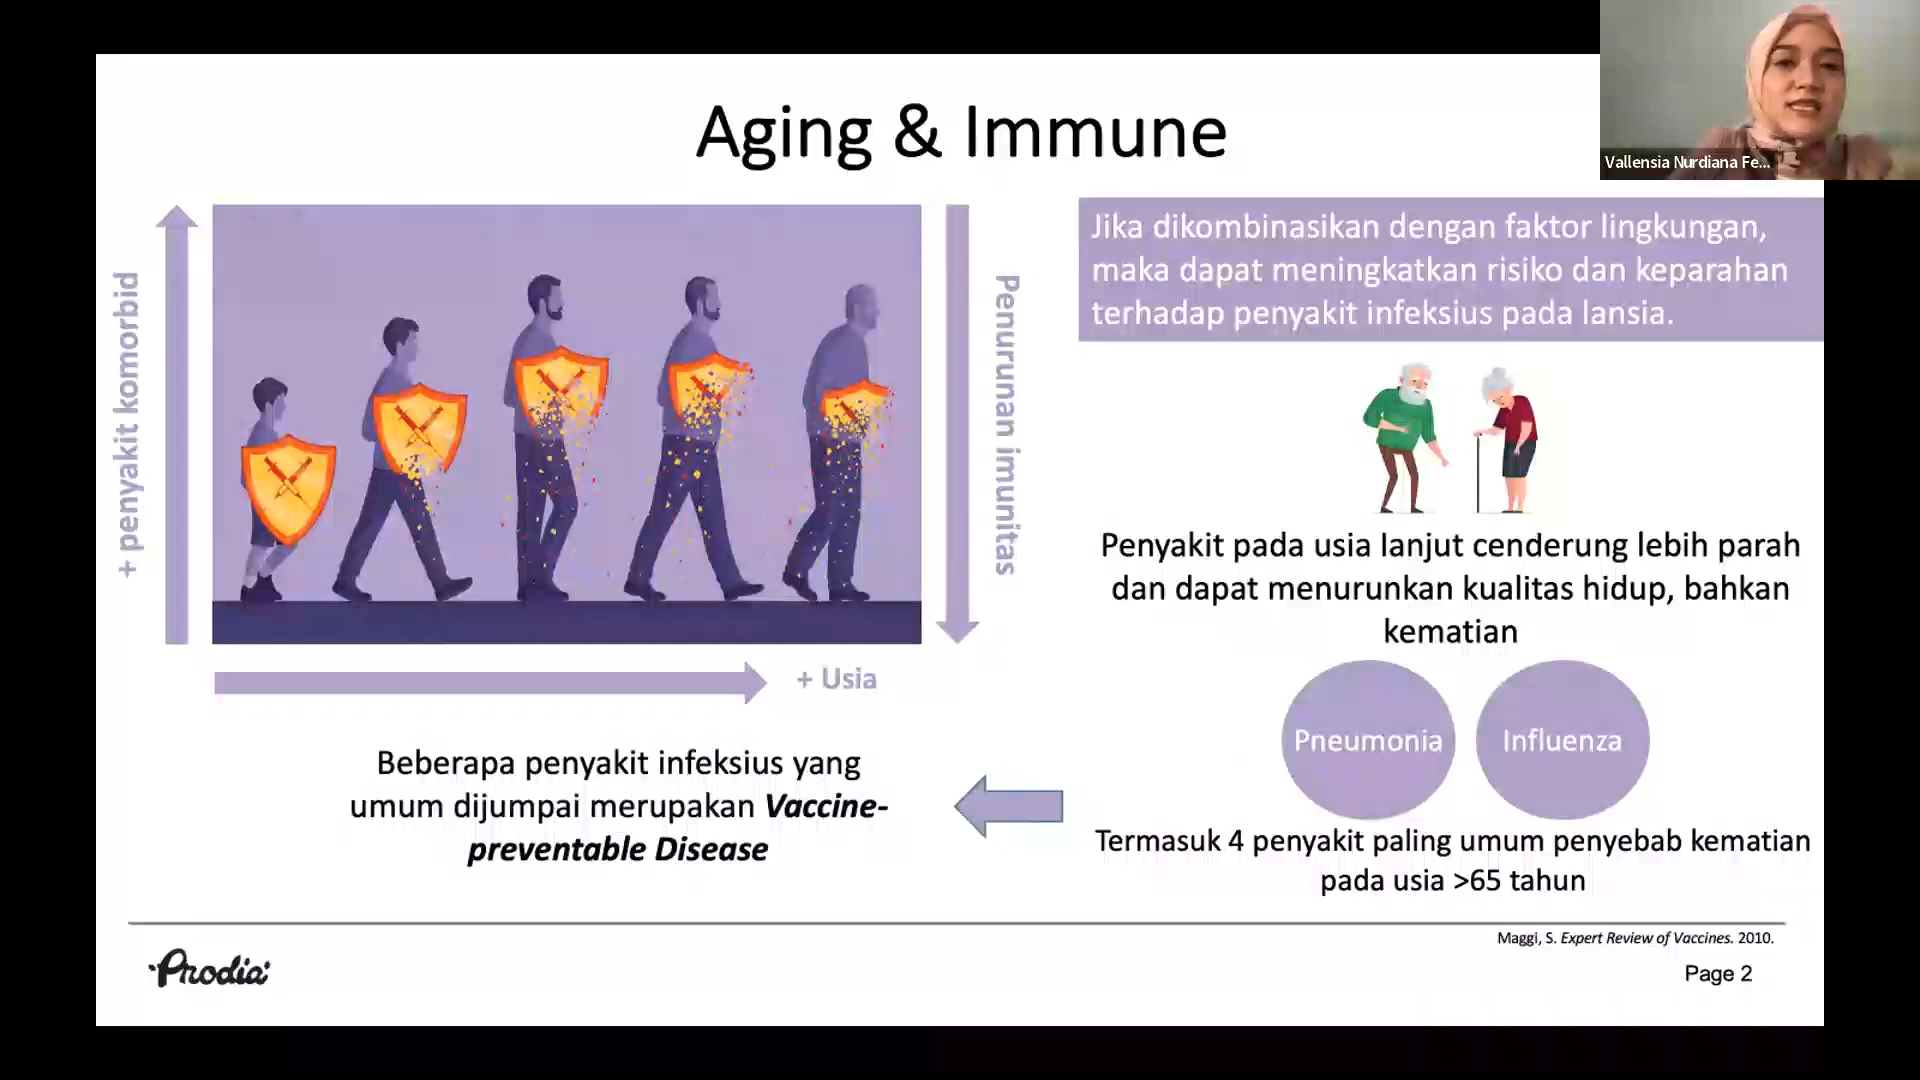 Vallensia Nurdiana Fe...
Aging & Immune
+ penyakit komorbid
Penurunan imunitas
+ Usia
Jika dikombinasikan dengan faktor lingkungan,
maka dapat meningkatkan risiko dan keparahan
terhadap penyakit infeksius pada lansia.
Penyakit pada usia lanjut cenderung lebih parah
dan dapat menurunkan kualitas hidup, bahkan
kematian
Pneumonia
Influenza
Termasuk 4 penyakit paling umum penyebab kematian
pada usia >65 tahun
Beberapa penyakit infeksius yang
umum dijumpai merupakan Vaccine-
preventable Disease
Maggi, S. Expert Review of Vaccines. 2010.
Prodia
Page 2